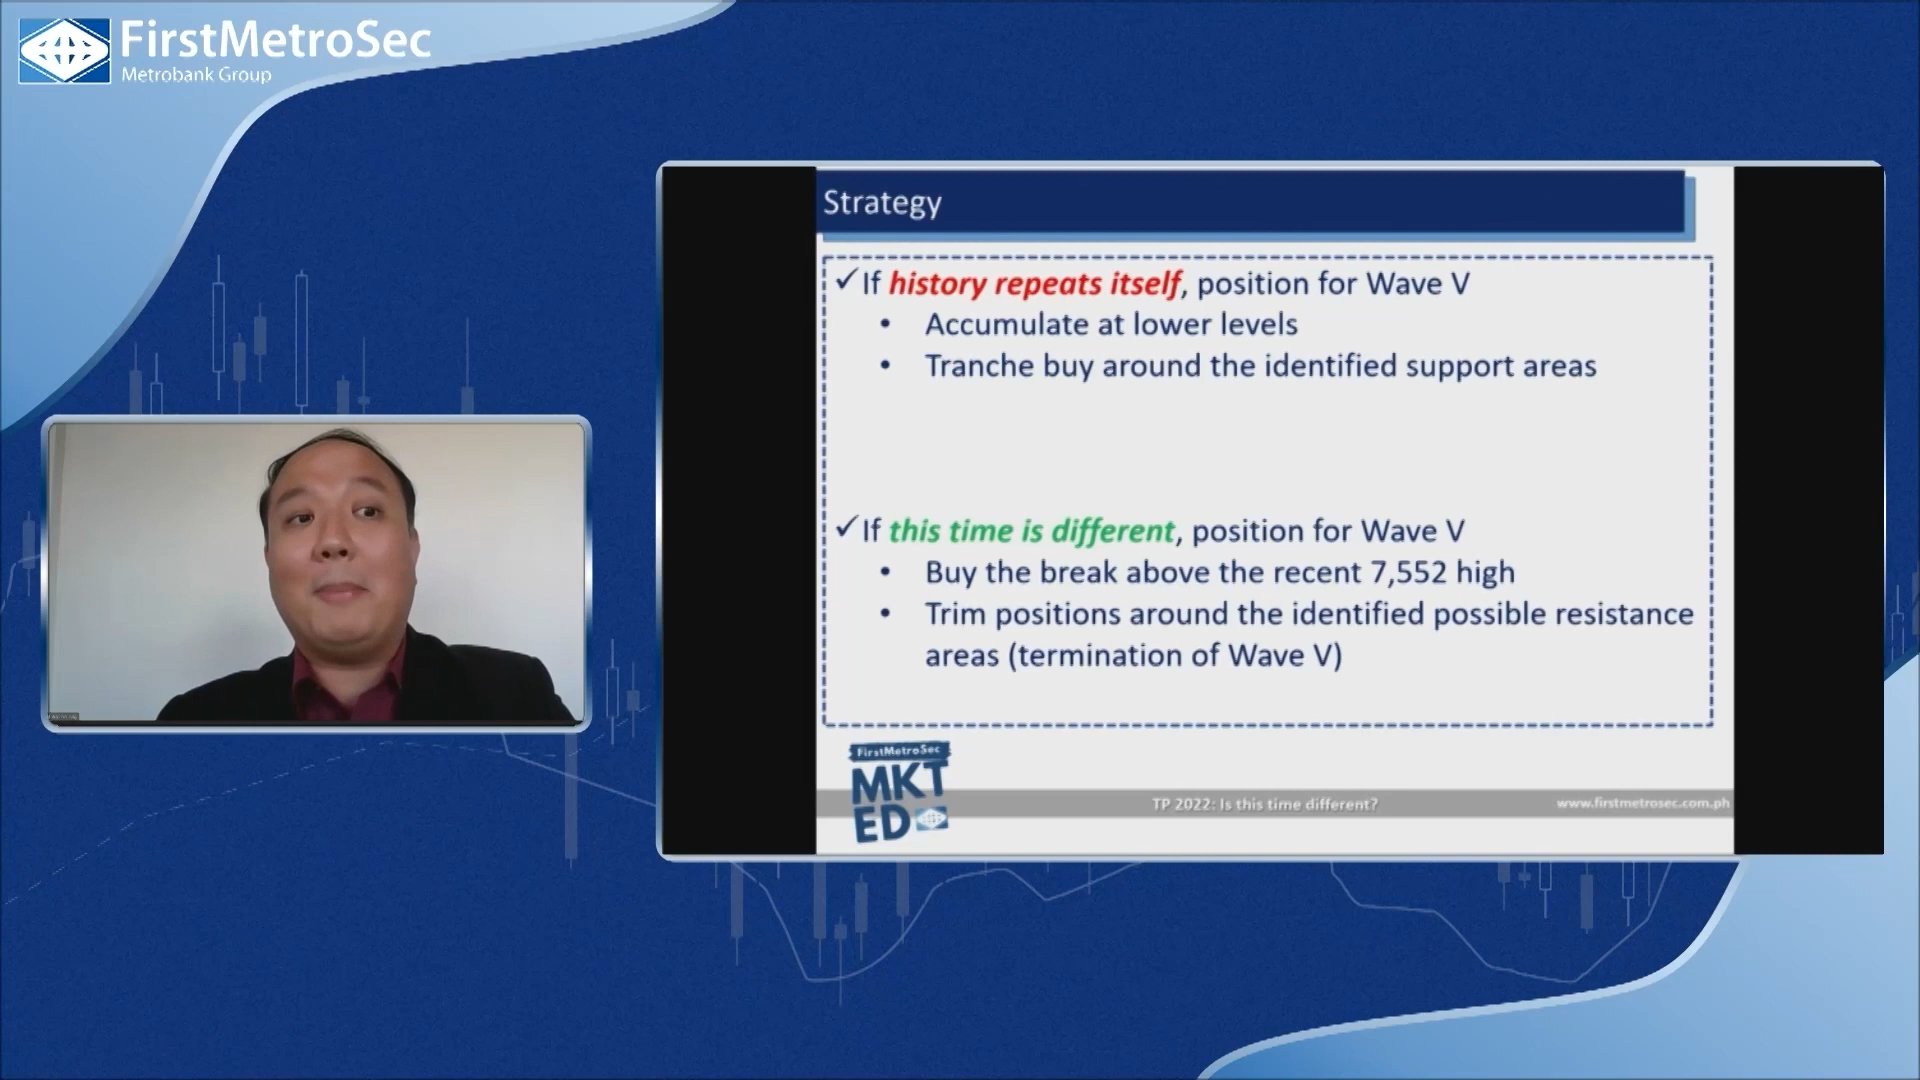 FirstMetroSec
Metrobank Group
Strategy
✓If history repeats itself, position for Wave V
• Accumulate at lower levels
• Tranche buy around the identified support areas
✓If this time is different, position for Wave V
• Buy the break above the recent 7,552 high
• Trim positions around the identified possible resistance
areas (termination of Wave V)
FirstMetroSec
MKT
ED
TP 2022: Is this time different?
www.firstmetrosec.com.ph